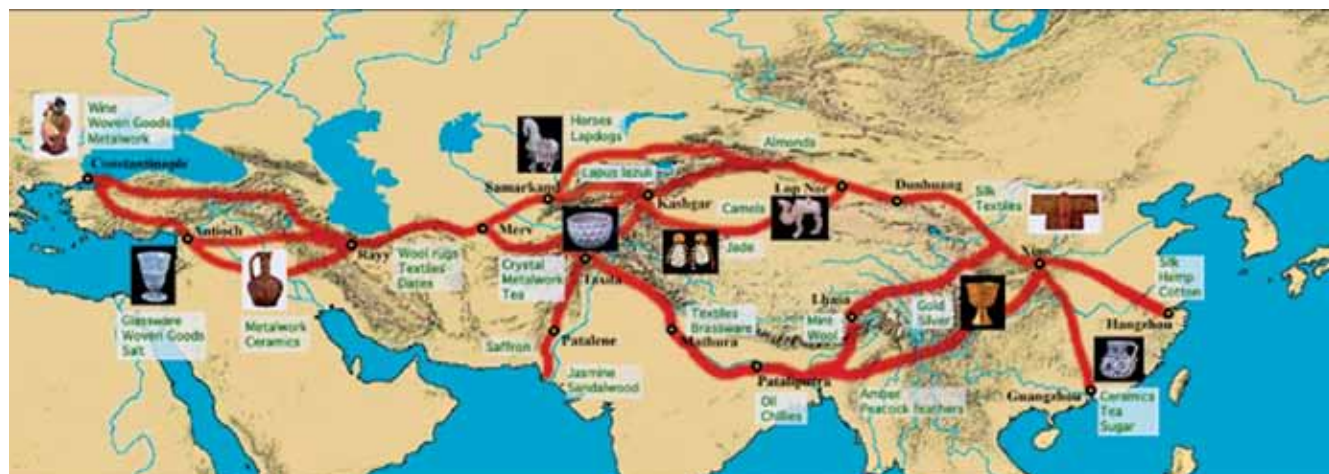 Wine
Woven Goods
Metalwork
Constantinople
Antioch
Glassware
Woven Goods
Salt
Metalwork
Ceramics
Rayy
Wool rugs
Textiles
Dates
Merv
Samarkand
Horses
Lapdogs
Lapus lazuli
Kashgar
Almonds
Camels
Jade
Lop Nor
Dunhuang
Silk
Textiles
Crystal
Metalwork
Tea
Taxila
Saffron
Patalene
Jasmine
Sandalwood
Textiles
Brassware
Mathura
Pataliputra
Oil
Chillies
Lhasa
Mink
Wool
Gold
Silver
Amber
Peacock feathers
Silk
Hemp
Cotton
Hangzhou
Guangzhou
Ceramics
Tea
Sugar